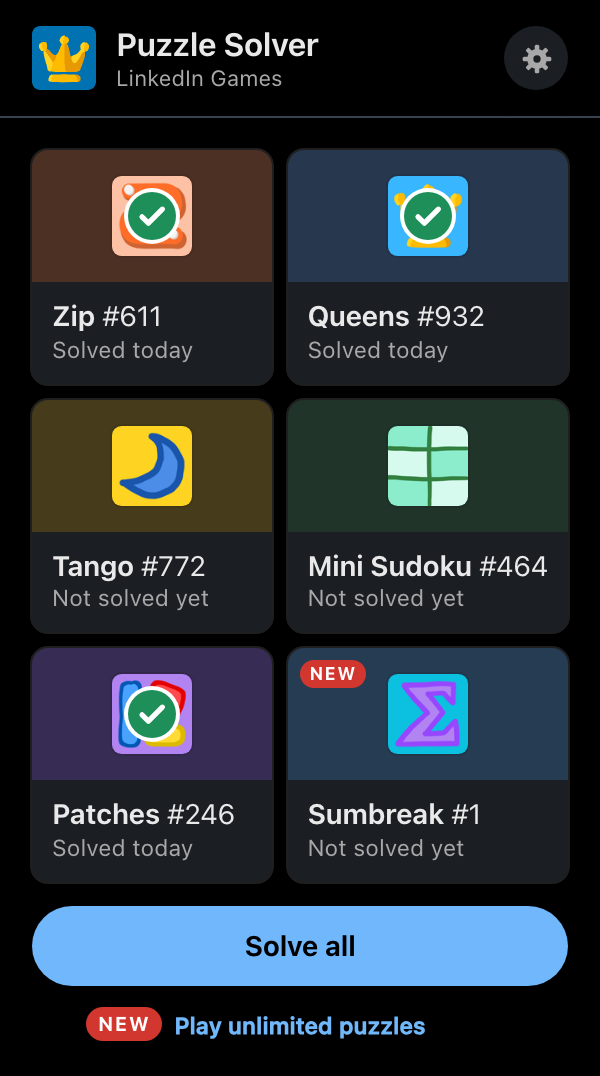 Puzzle Solver
LinkedIn Games
Zip #611
Solved today
Queens #932
Solved today
Tango #772
Not solved yet
Mini Sudoku #464
Not solved yet
Patches #246
Solved today
NEW
Sumbreak #1
Not solved yet
Solve all
NEW Play unlimited puzzles